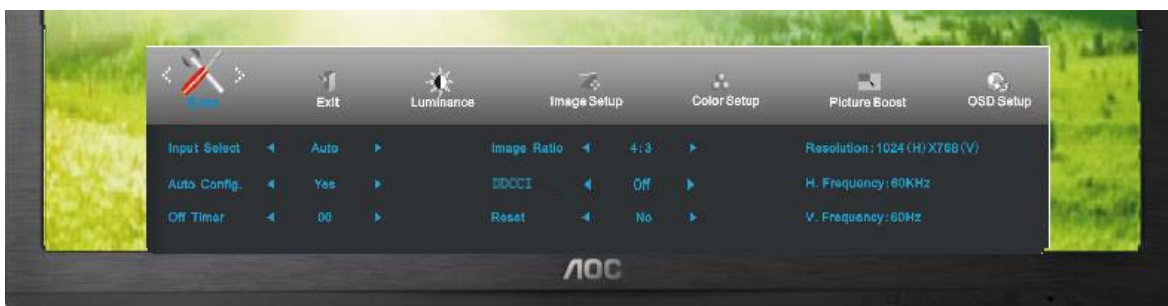 Exit Luminance Image Setup Color Setup Picture Boost OSD Setup
Input Select Auto Image Ratio 4:3 Resolution:1024(H)X768(V)
Auto Config. Yes DDCCI Off H. Frequency:60KHz
Off Timer 00 Reset No V. Frequency:60Hz
AOC